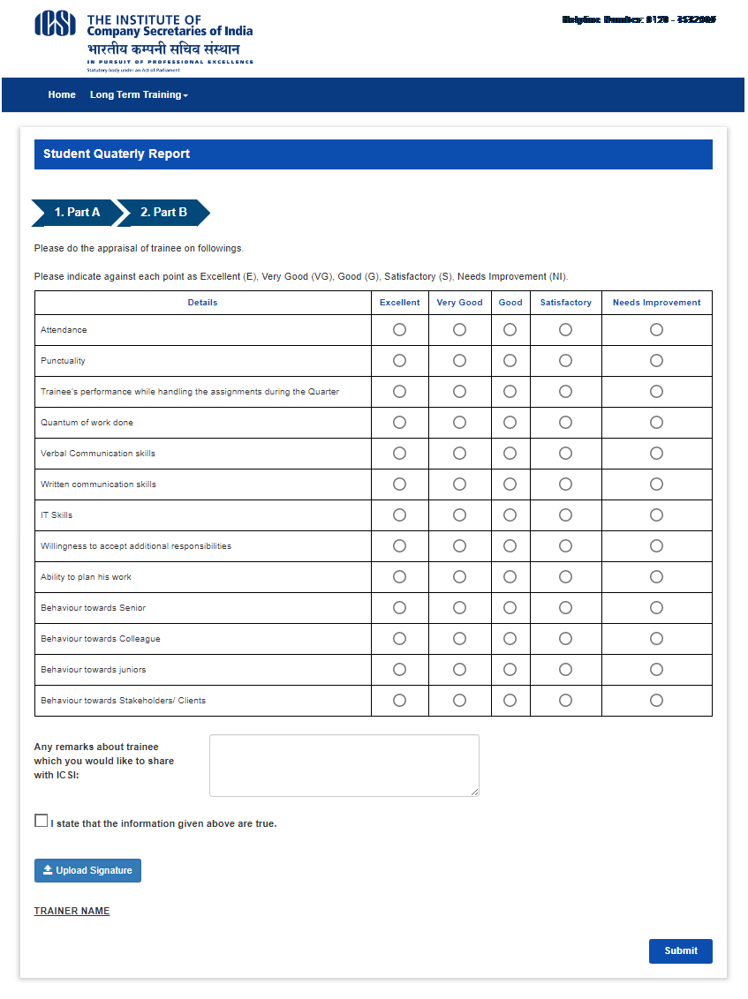 ICSI
THE INSTITUTE OF
Company Secretaries of India
भारतीय कम्पनी सचिव संस्थान
IN PURSUIT OF PROFESSIONAL EXCELLENCE
Statutory body under an Act of Parliament
Helpline Number: 0120 -
Home Long Term Training
Student Quaterly Report
1. Part A 2. Part B
Please do the appraisal of trainee on followings.
Please indicate against each point as Excellent (E), Very Good (VG), Good (G), Satisfactory (S), Needs Improvement (NI).
Details Excellent Very Good Good Satisfactory Needs Improvement
Attendance
Punctuality
Trainee's performance while handling the assignments during the Quarter
Quantum of work done
Verbal Communication skills
Written communication skills
IT Skills
Willingness to accept additional responsibilities
Ability to plan his work
Behaviour towards Senior
Behaviour towards Colleague
Behaviour towards juniors
Behaviour towards Stakeholders/ Clients
Any remarks about trainee
which you would like to share
with ICSI:
I state that the information given above are true.
Upload Signature
TRAINER NAME
Submit